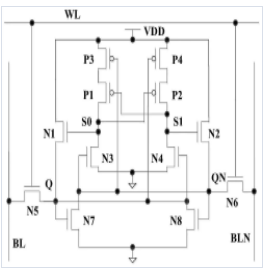 WL
VDD
P3 P4
P1 P2
S0 S1
N1 N2
N3 N4
Q QN
N5 N6
N7 N8
BL BLN